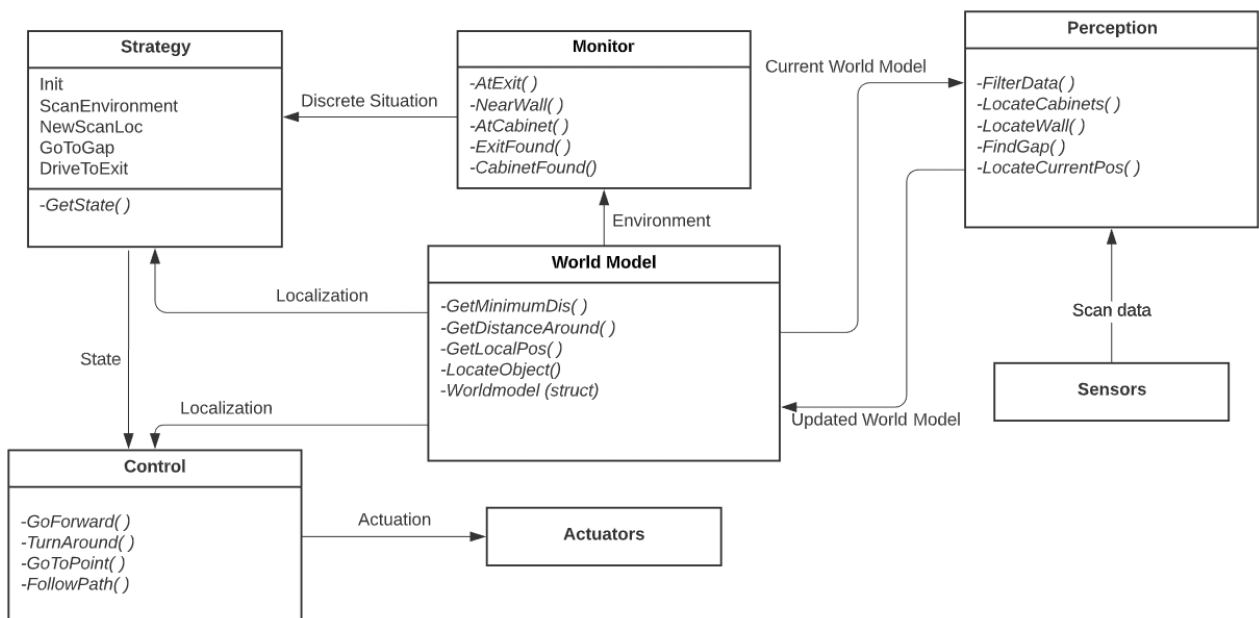 Strategy
Init
ScanEnvironment
NewScanLoc
GoToGap
DriveToExit
-GetState( )
Discrete Situation
Monitor
-AtExit( )
-NearWall( )
-AtCabinet( )
-ExitFound( )
-CabinetFound()
Current World Model
Perception
-FilterData( )
-LocateCabinets( )
-LocateWall( )
-FindGap( )
-LocateCurrentPos( )
Environment
World Model
-GetMinimumDis( )
-GetDistanceAround( )
-GetLocalPos( )
-LocateObject()
-Worldmodel (struct)
Localization
State
Localization
Updated World Model
Scan data
Sensors
Control
-GoForward( )
-TurnAround( )
-GoToPoint( )
-FollowPath( )
Actuation
Actuators